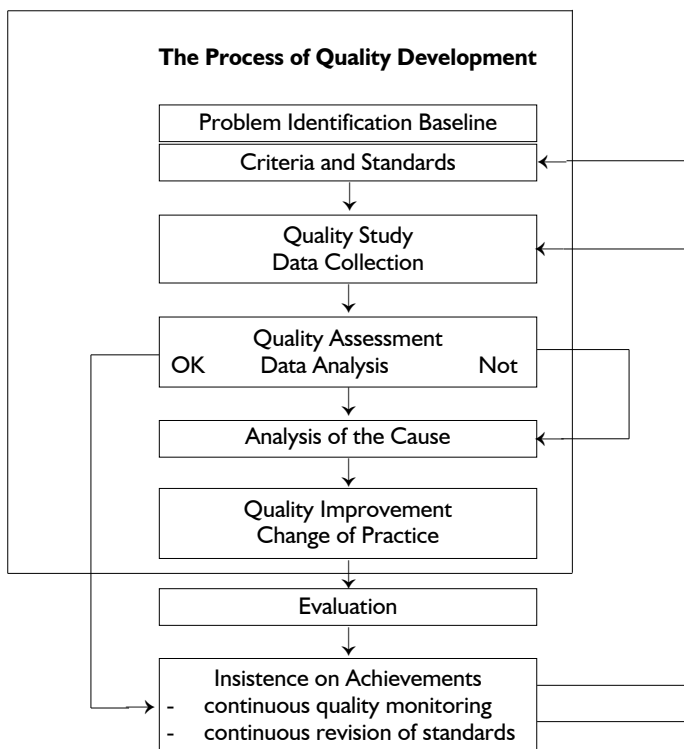 The Process of Quality Development
Problem Identification Baseline
Criteria and Standards
Quality Study
Data Collection
Quality Assessment
OK Data Analysis Not
Analysis of the Cause
Quality Improvement
Change of Practice
Evaluation
Insistence on Achievements
- continuous quality monitoring
- continuous revision of standards